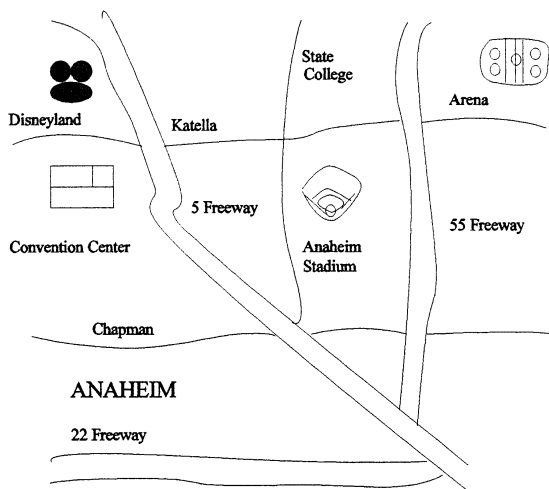 State
College
Arena
Disneyland
Katella
5 Freeway
55 Freeway
Convention Center
Anaheim
Stadium
Chapman
ANAHEIM
22 Freeway